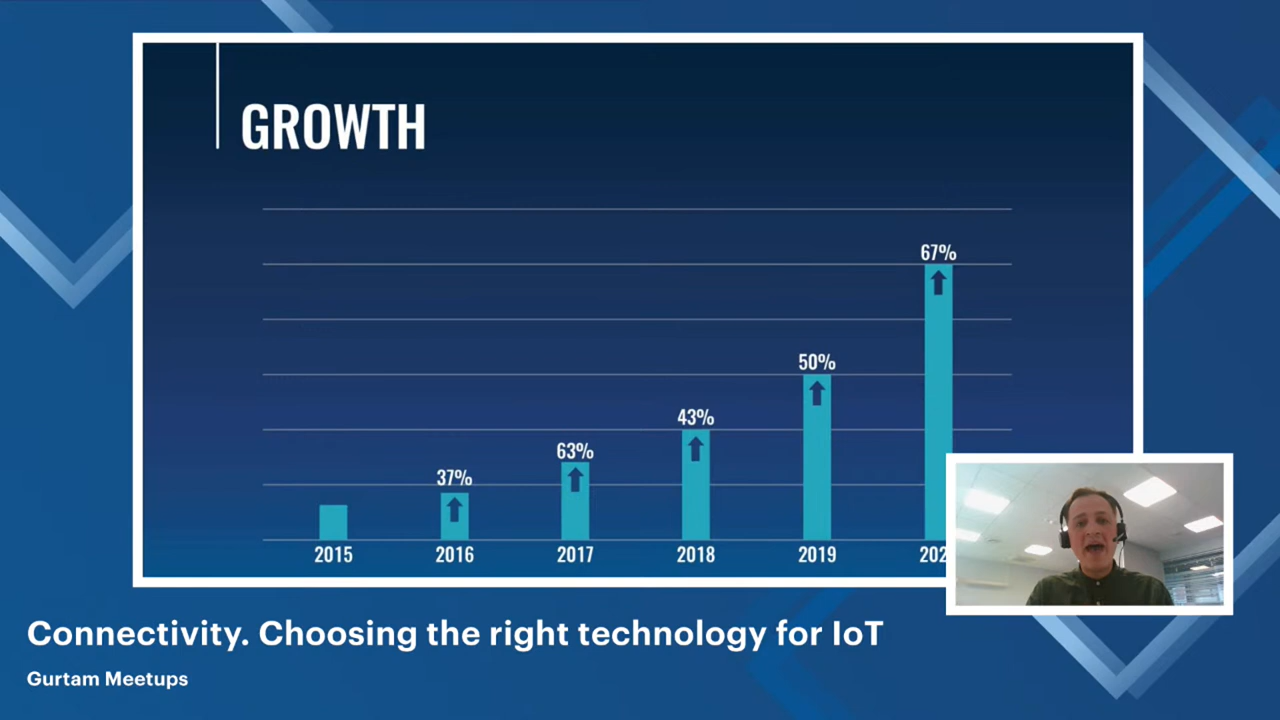 GROWTH
67%
50%
43%
63%
37%
2015 2016 2017 2018 2019
Connectivity. Choosing the right technology for IoT
Gurtam Meetups